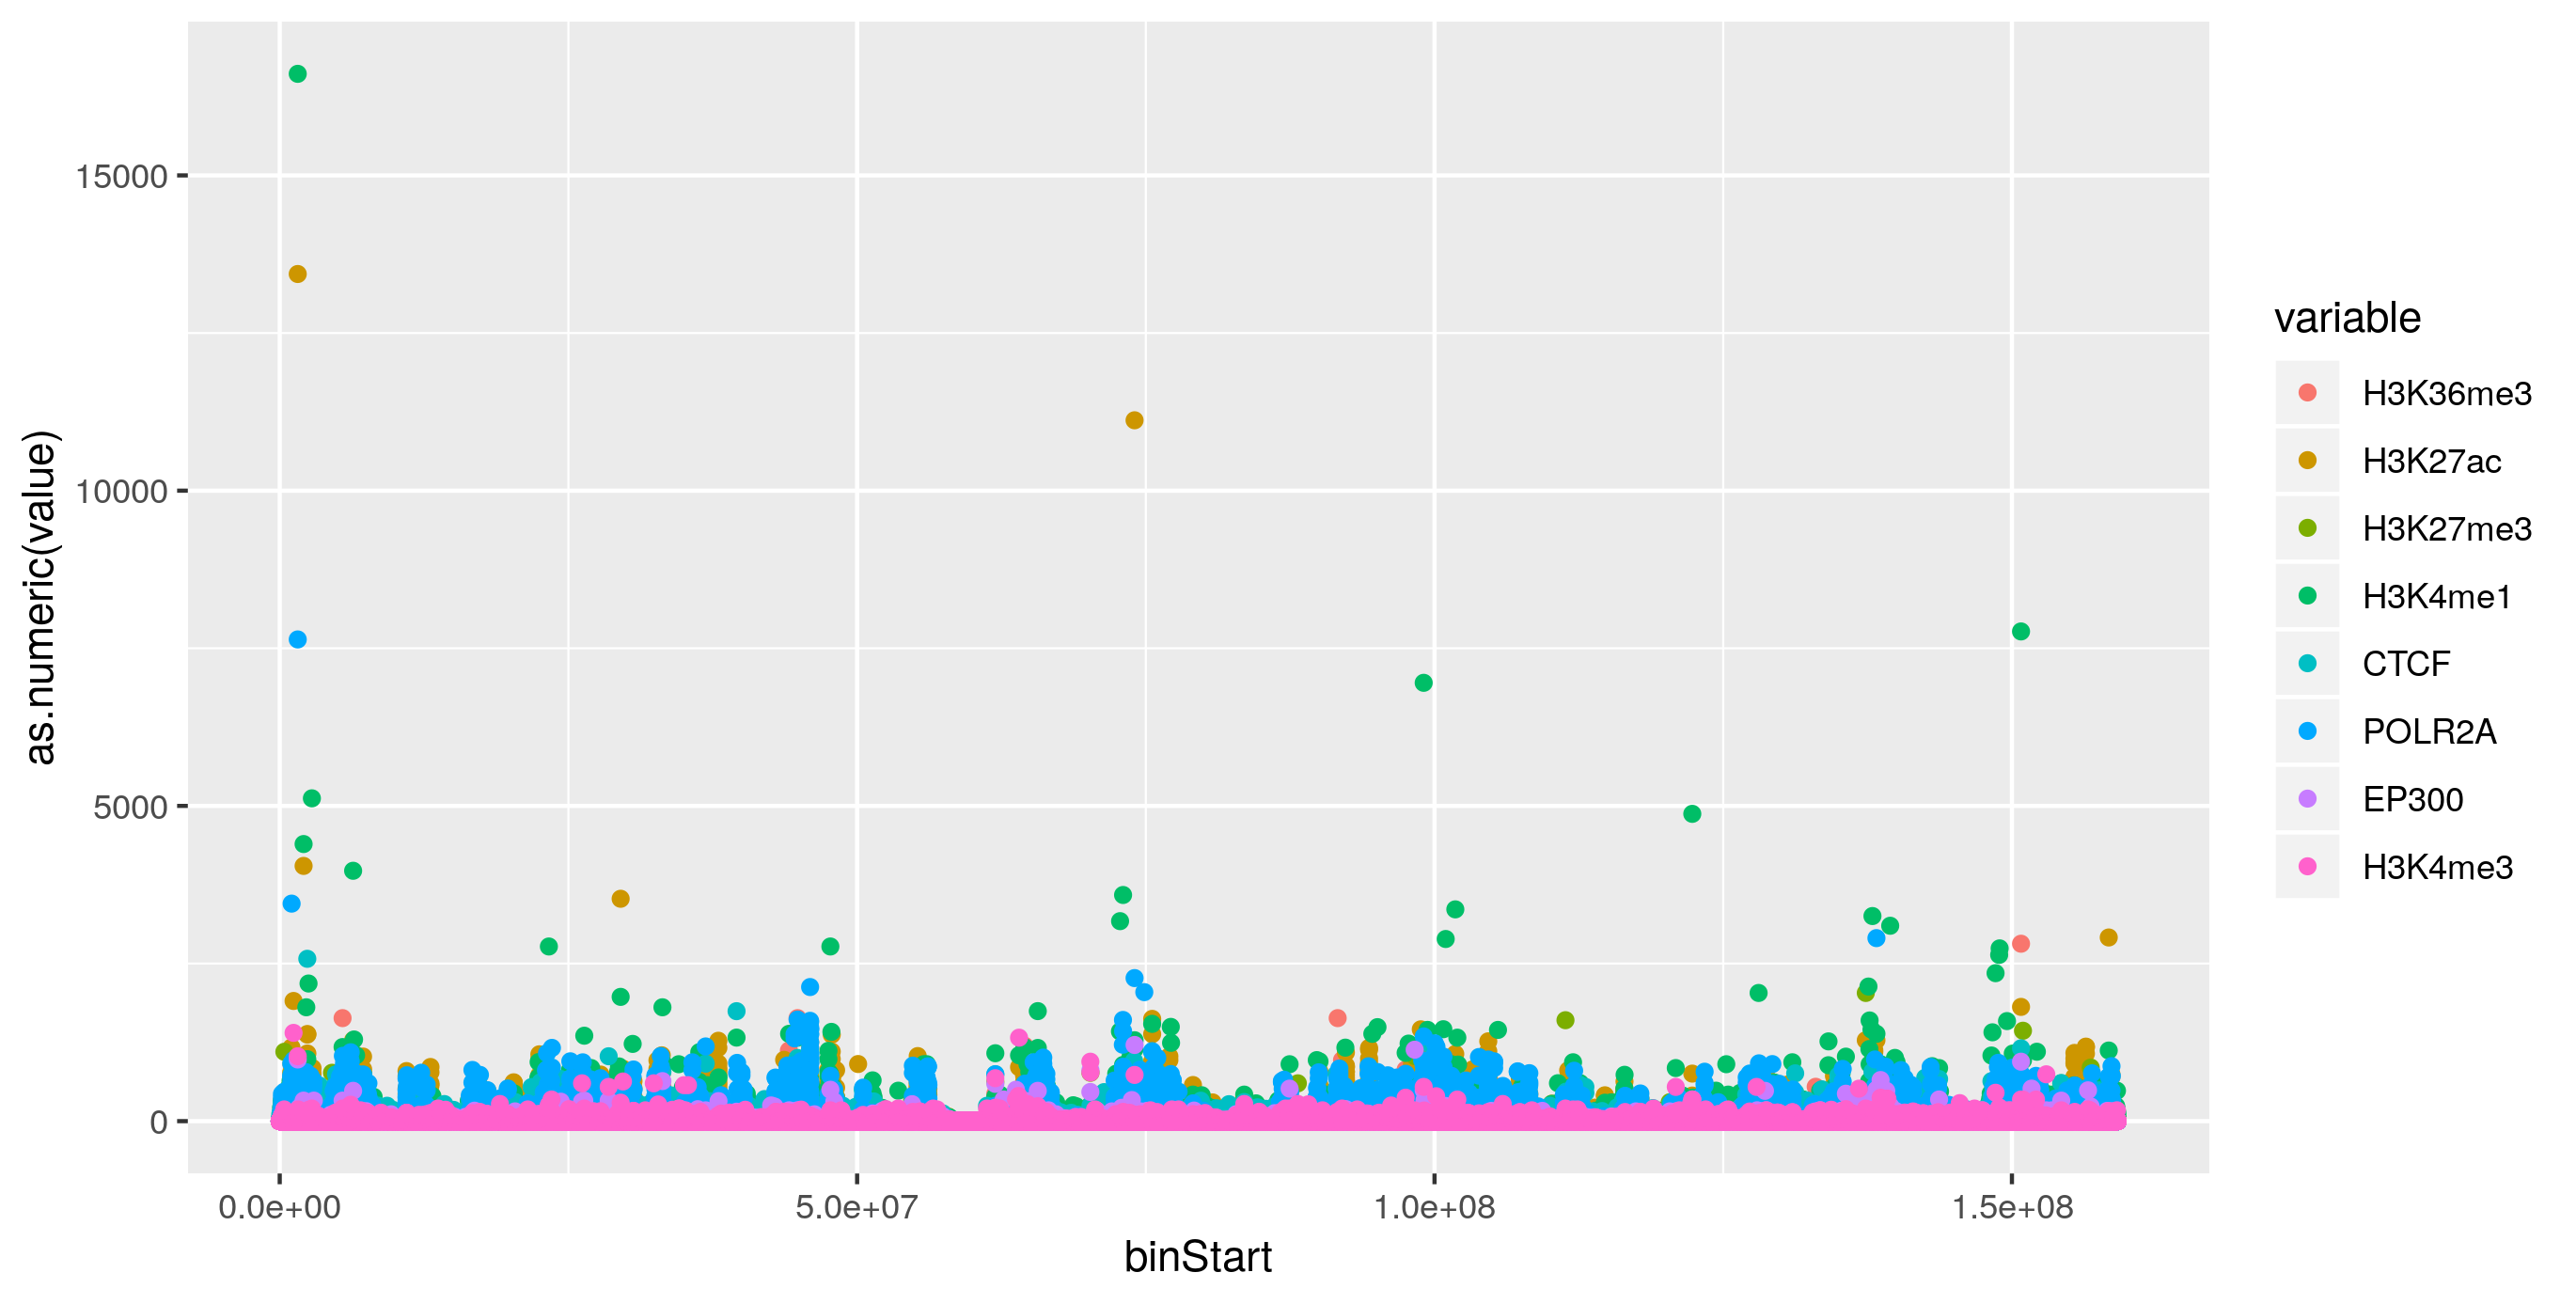 as.numeric(value)
15000
10000
5000
0
0.0e+00
5.0e+07
1.0e+08
1.5e+08
binStart
variable
H3K36me3
H3K27ac
H3K27me3
H3K4me1
CTCF
POLR2A
EP300
H3K4me3